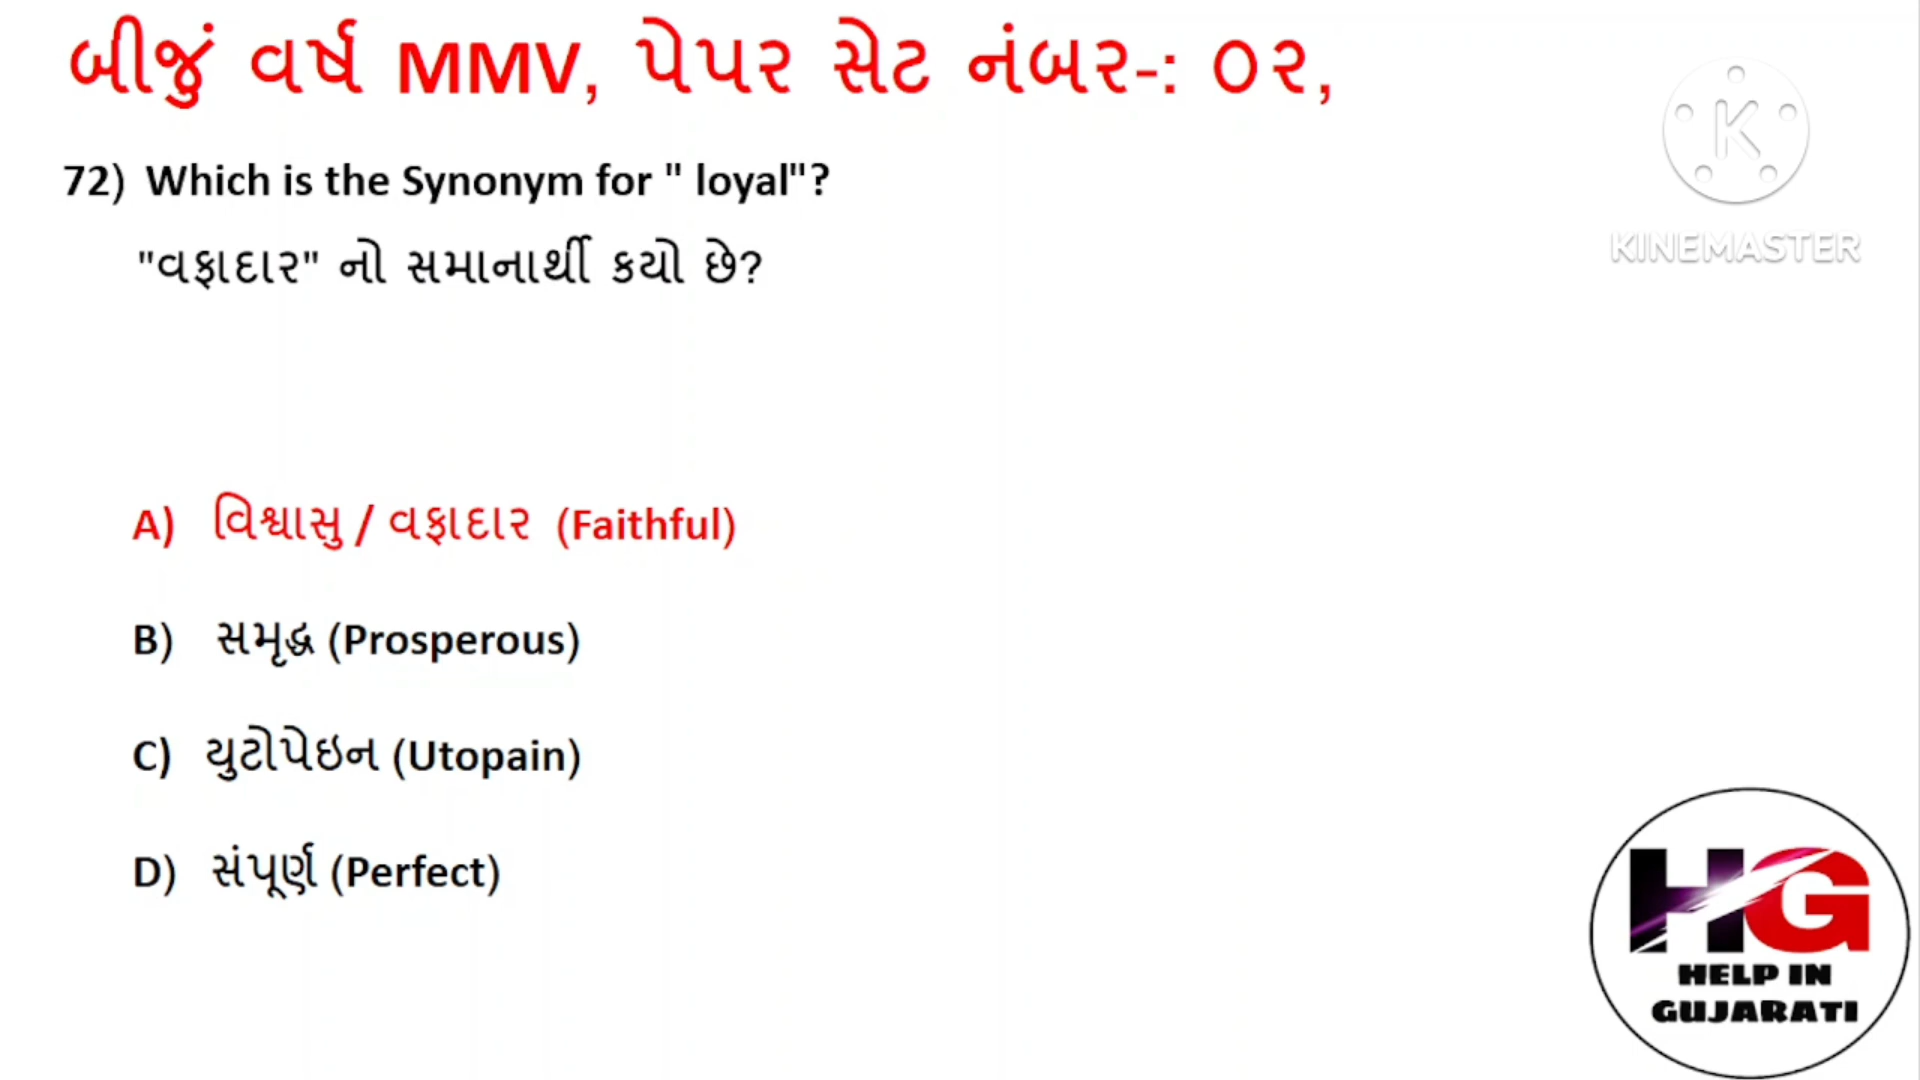 બીજું વર્ષ MMV, પેપર સેટ નંબર-: ૦૨,
K
KINEMASTER
72) Which is the Synonym for " loyal"?
"વફાદાર" નો સમાનાર્થી કયો છે?
A) વિશ્વાસુ / વફાદાર (Faithful)
B) સમૃદ્ધ (Prosperous)
C) યુટોપેઇન (Utopain)
D) સંપૂર્ણ (Perfect)
HG
HELP IN
GUJARATI